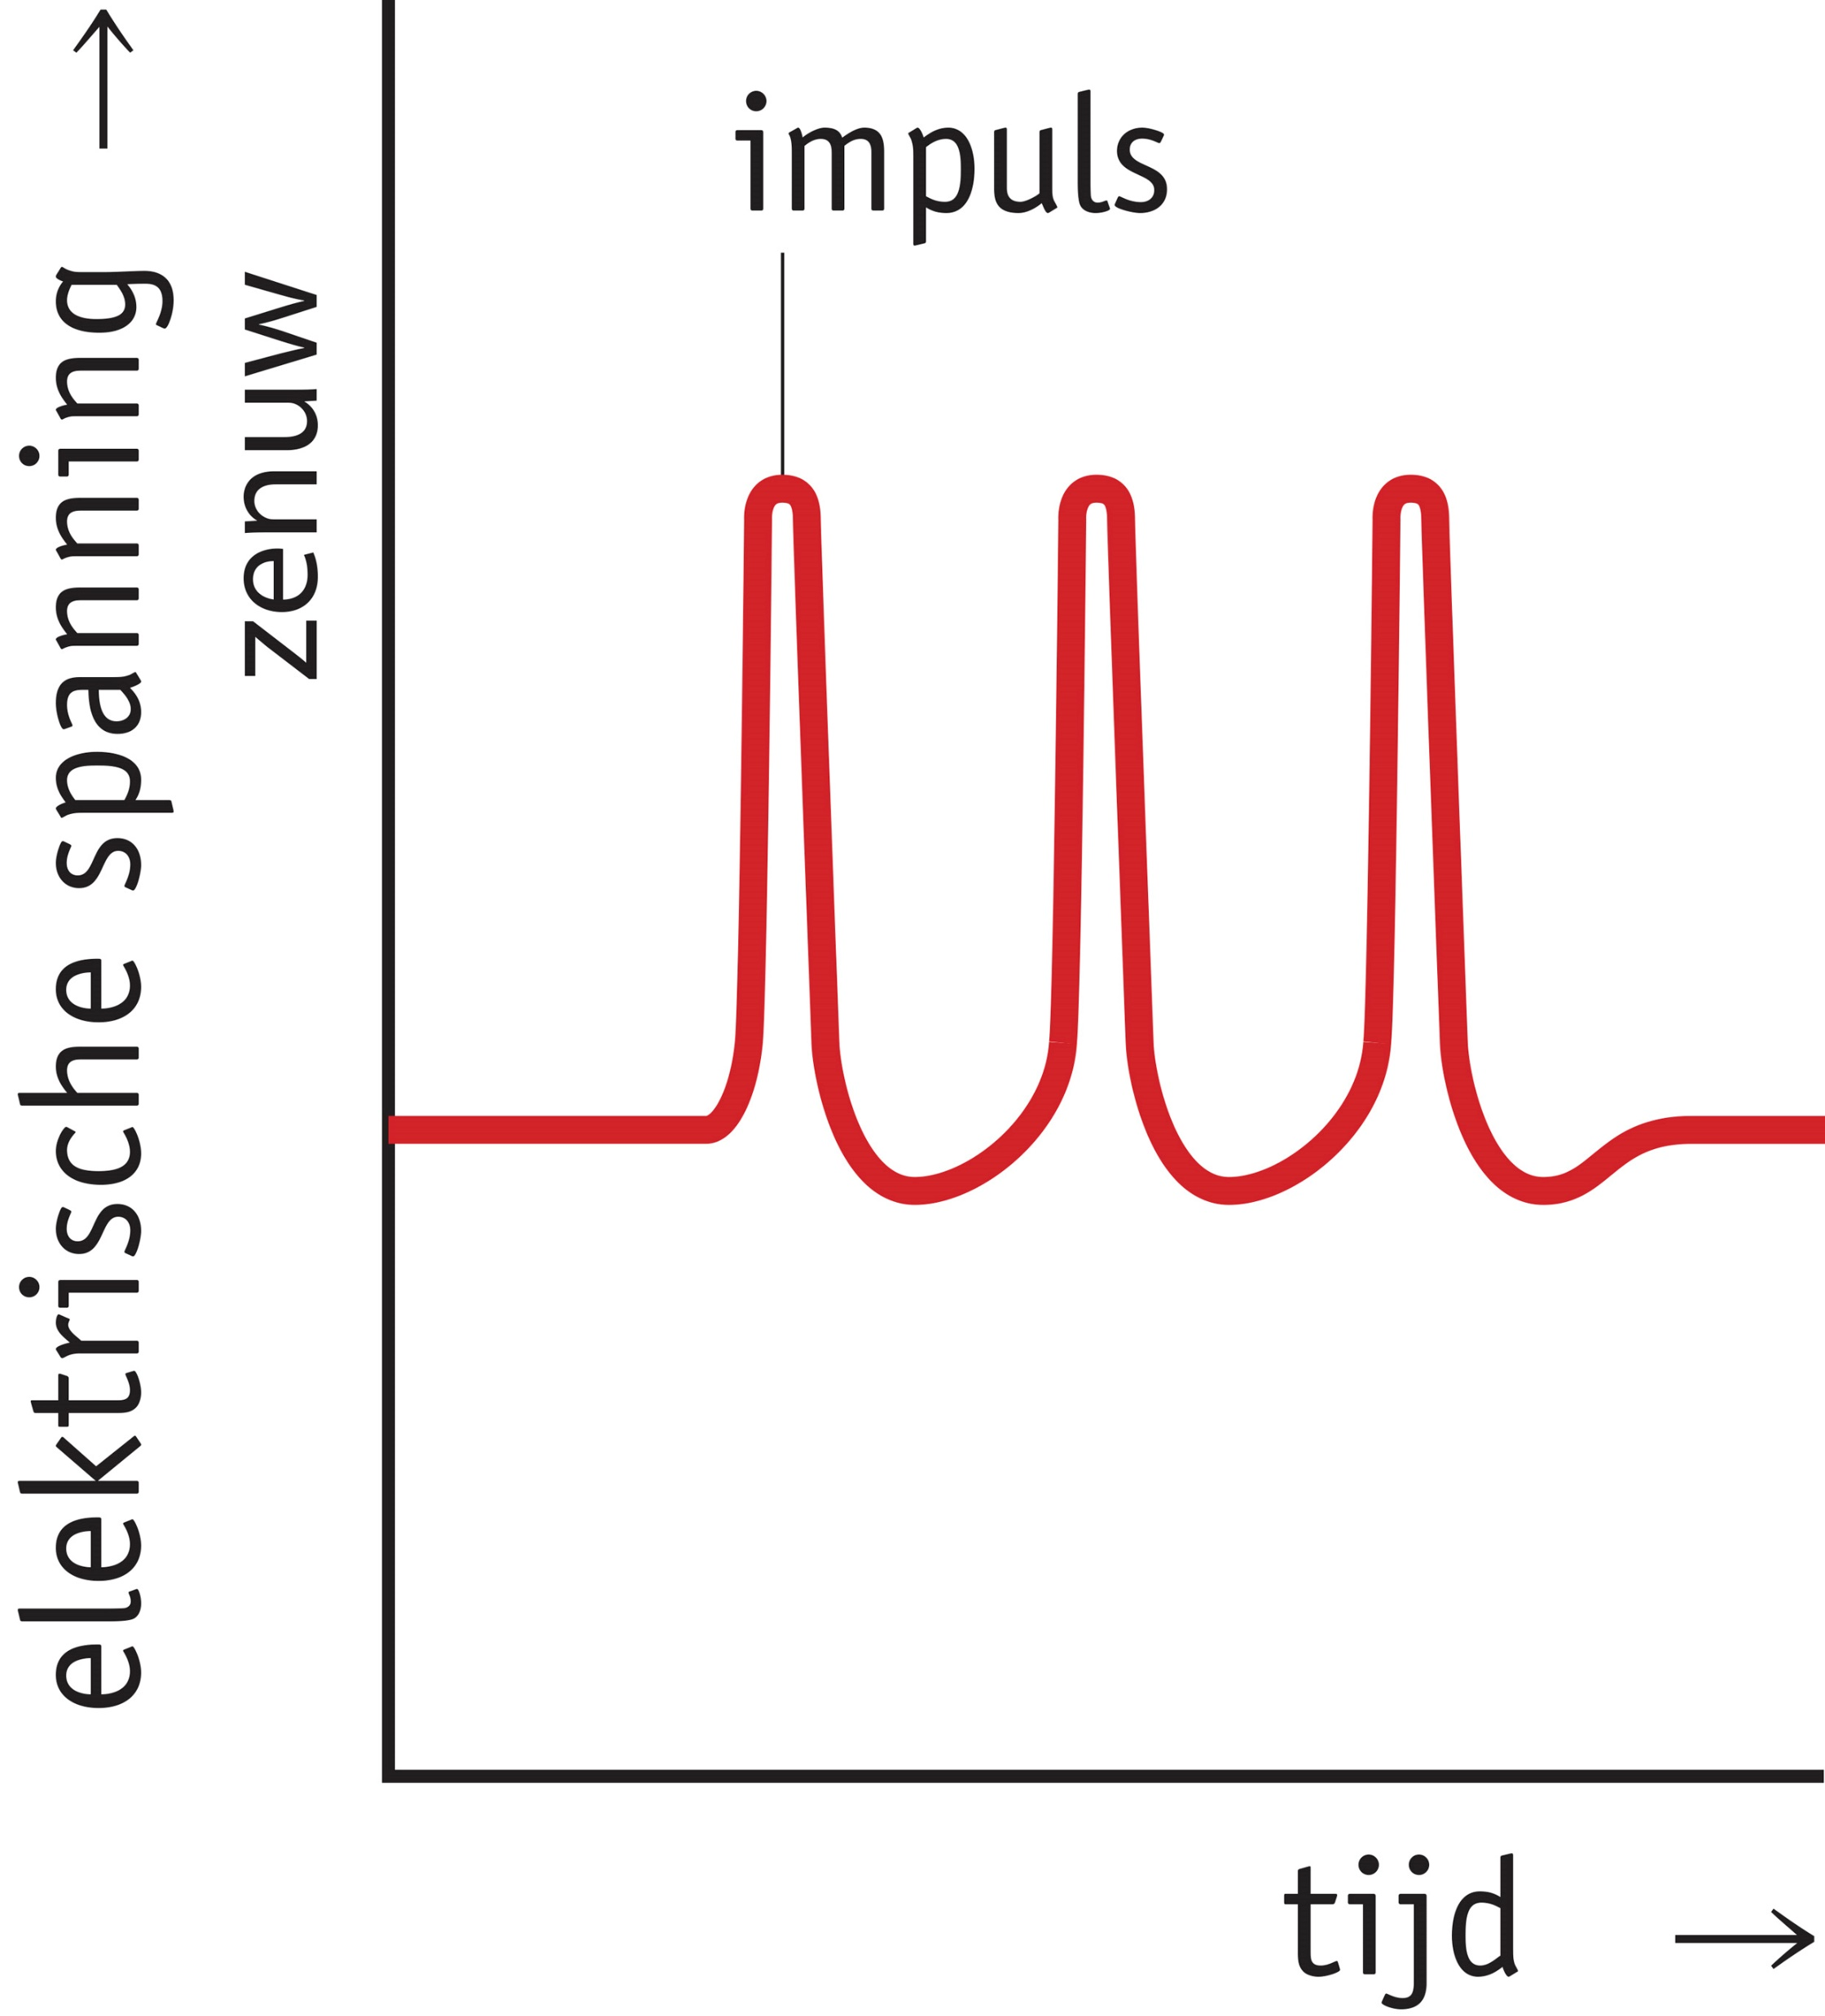 impuls
elektrische spanning
zenuw
tijd